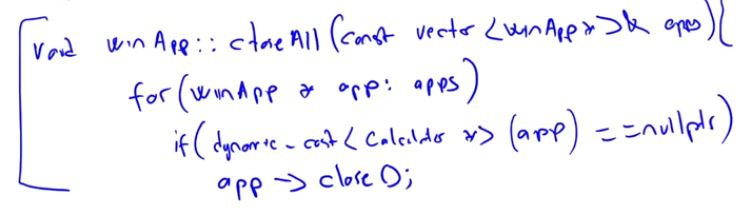 void winApp:: closeAll (const vector <winApp *>& apps){
for(winApp * app: apps)
if( dynamic_cast < Calculator *> (app) ==nullptr)
app -> close();